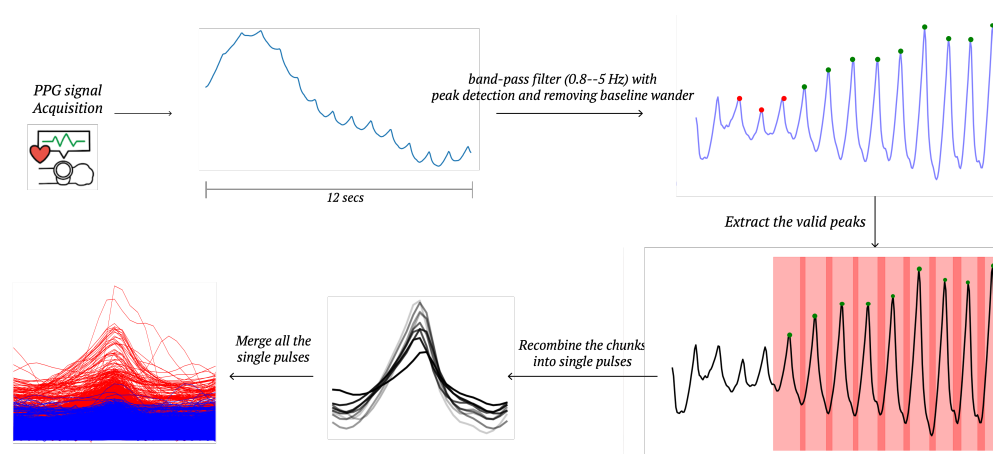 PPG signal
Acquisition
band-pass filter (0.8--5 Hz) with
peak detection and removing baseline wander
12 secs
Extract the valid peaks
Merge all the
single pulses
Recombine the chunks
into single pulses